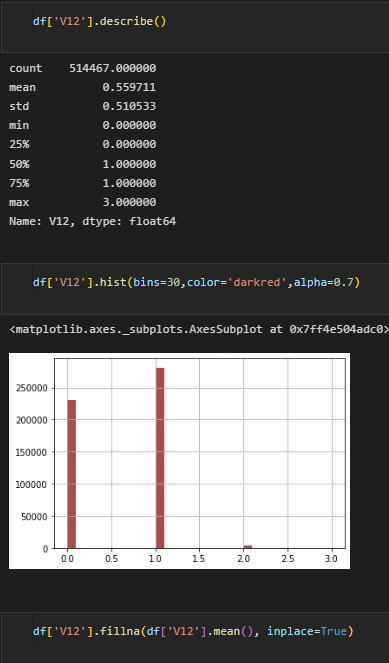 df['V12'].describe()
count    514467.000000
mean          0.559711
std           0.510533
min           0.000000
25%           0.000000
50%           1.000000
75%           1.000000
max           3.000000
Name: V12, dtype: float64
df['V12'].hist(bins=30,color='darkred',alpha=0.7)
<matplotlib.axes._subplots.AxesSubplot at 0x7ff4e504adc0>
250000
200000
150000
100000
50000
0
0.0 0.5 1.0 1.5 2.0 2.5 3.0
df['V12'].fillna(df['V12'].mean(), inplace=True)